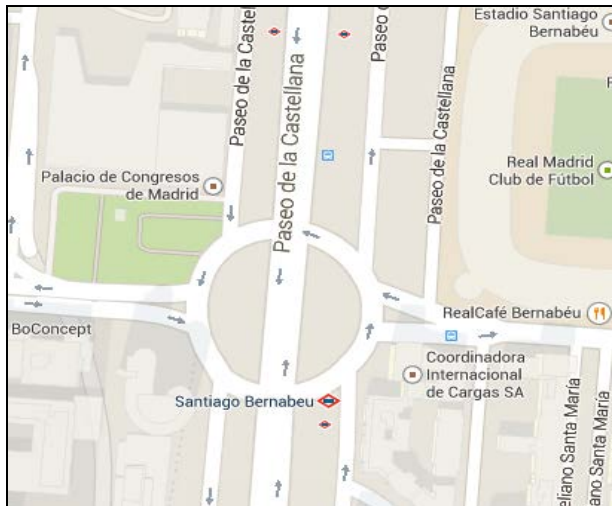 Estadio Santiago
Bernabéu
Paseo de la Castel
Paseo de
Paseo de la Castellana
Paseo de la Castellana
Real Madrid
Club de Fútbol
Palacio de Congresos
de Madrid
RealCafé Bernabéu
BoConcept
Coordinadora
Internacional
de Cargas SA
Santiago Bernabeu
eliano Santa María
ano Santa María